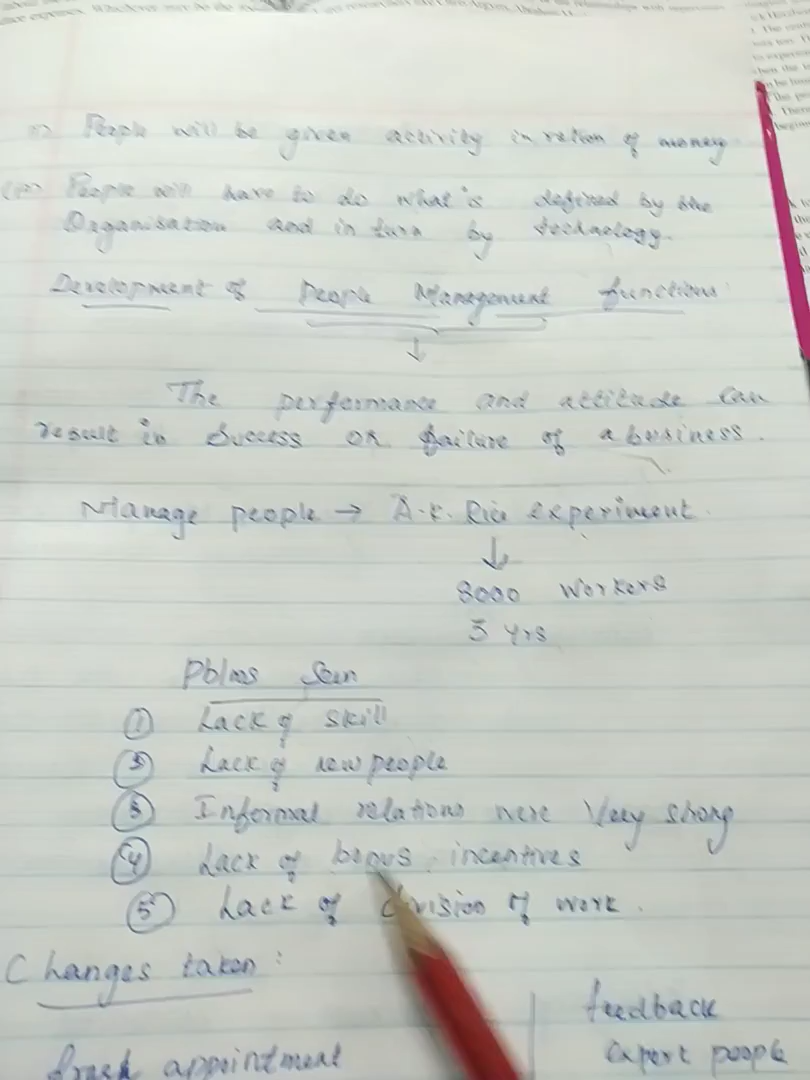 People will be given activity in retion of money
People will have to do what's defined by the
Organisation and in turn by technology.
Development of People Management functions:
The performance and attitude can
result in Success or failure of a business.
Manage people → A.K. Rice experiment.
8000 workers
3 yrs
Pblms Seen
① Lack of skill
② Lack of new people
③ Informal relations were very strong
④ Lack of bonus, incentives
⑤ Lack of division of work.
Changes taken:
appointment
feedback
expert people